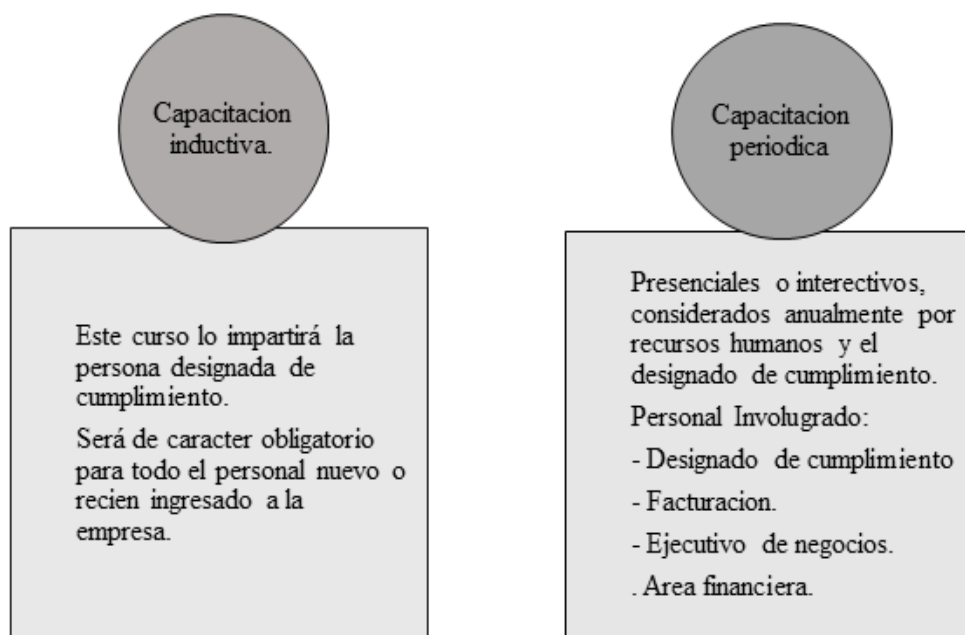 Capacitacion
inductiva.
Este curso lo impartirá la
persona designada de
cumplimiento.
Será de caracter obligatorio
para todo el personal nuevo o
recien ingresado a la
empresa.
Capacitacion
periodica
Presenciales o interectivos,
considerados anualmente por
recursos humanos y el
designado de cumplimiento.
Personal Involugrado:
- Designado de cumplimiento
- Facturacion.
- Ejecutivo de negocios.
. Area financiera.